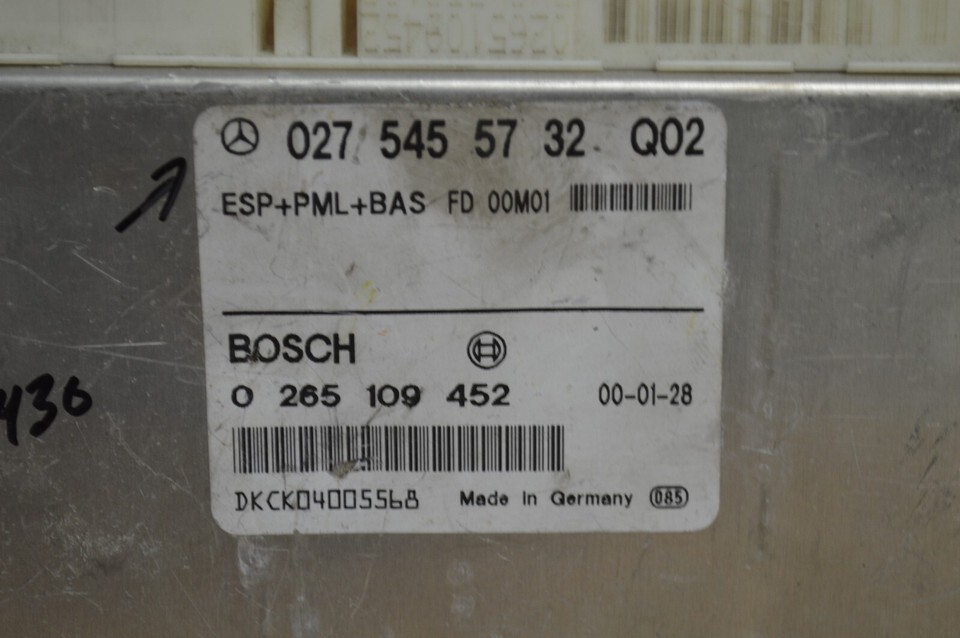 027 545 57 32 Q02
ESP+PML+BAS FD 00M01
BOSCH
0 265 109 452 00-01-28
DKCK04005568 Made in Germany 085
430